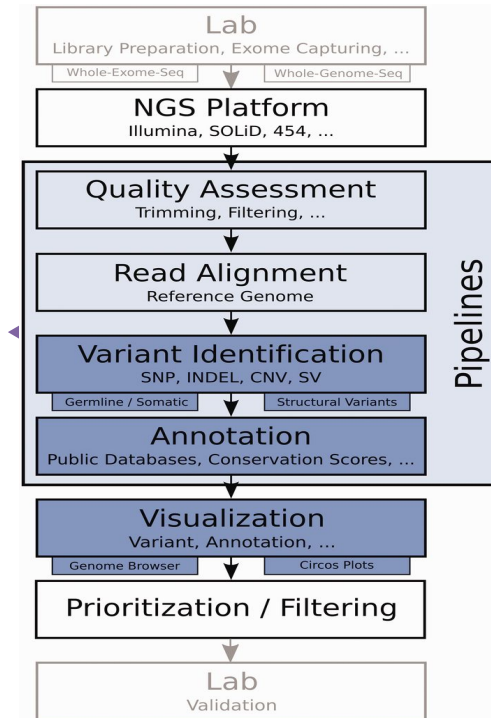 Lab
Library Preparation, Exome Capturing, ...
Whole-Exome-Seq
Whole-Genome-Seq
NGS Platform
Illumina, SOLiD, 454, ...
Quality Assessment
Trimming, Filtering, ...
Read Alignment
Reference Genome
Variant Identification
SNP, INDEL, CNV, SV
Germline / Somatic
Structural Variants
Annotation
Public Databases, Conservation Scores, ...
Pipelines
Visualization
Variant, Annotation, ...
Genome Browser
Circos Plots
Prioritization / Filtering
Lab
Validation